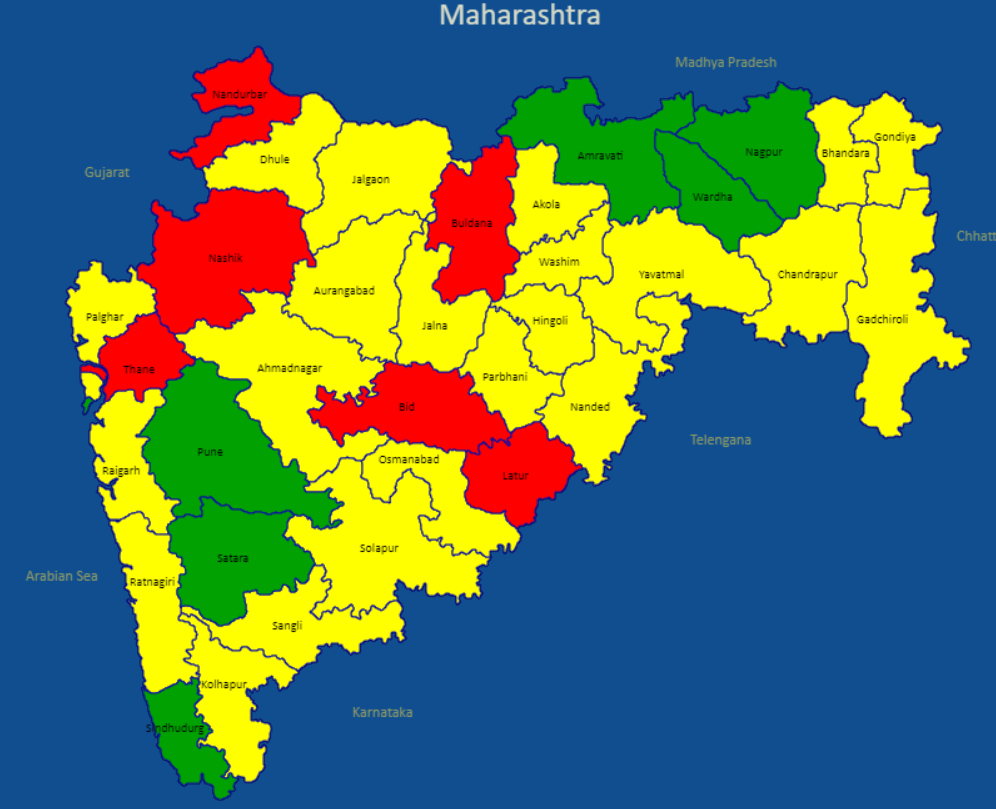 Maharashtra
Madhya Pradesh
Nandurbar
Gujarat
Dhule
Jalgaon
Amravati
Nagpur
Bhandara
Gondiya
Wardha
Akola
Buldana
Chhatt
Nashik
Washim
Yavatmal
Chandrapur
Aurangabad
Palghar
Jalna
Hingoli
Gadchiroli
Thane
Ahmadnagar
Parbhani
Bid
Nanded
Telengana
Pune
Osmanabad
Raigarh
Latur
Solapur
Satara
Arabian Sea
Ratnagiri
Sangli
Kolhapur
Karnataka
Sindhudurg